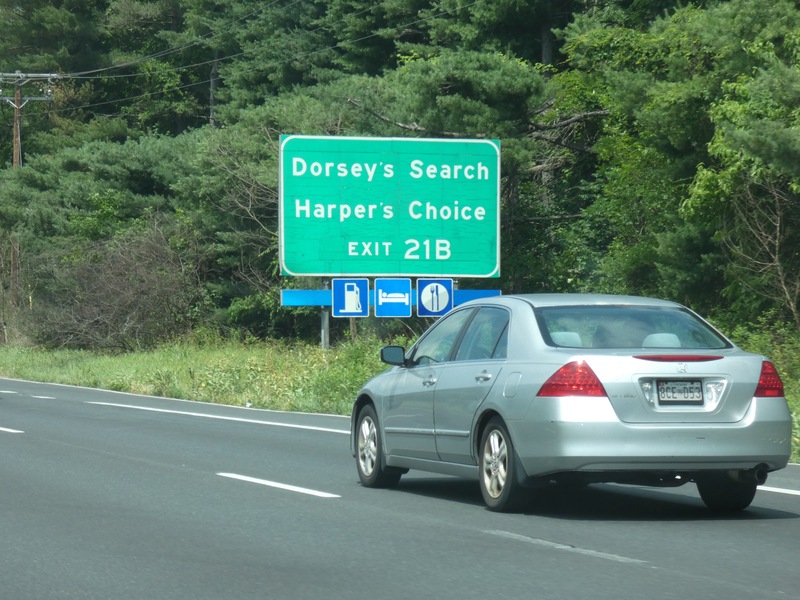 Dorsey's Search
Harper's Choice
EXIT 21B